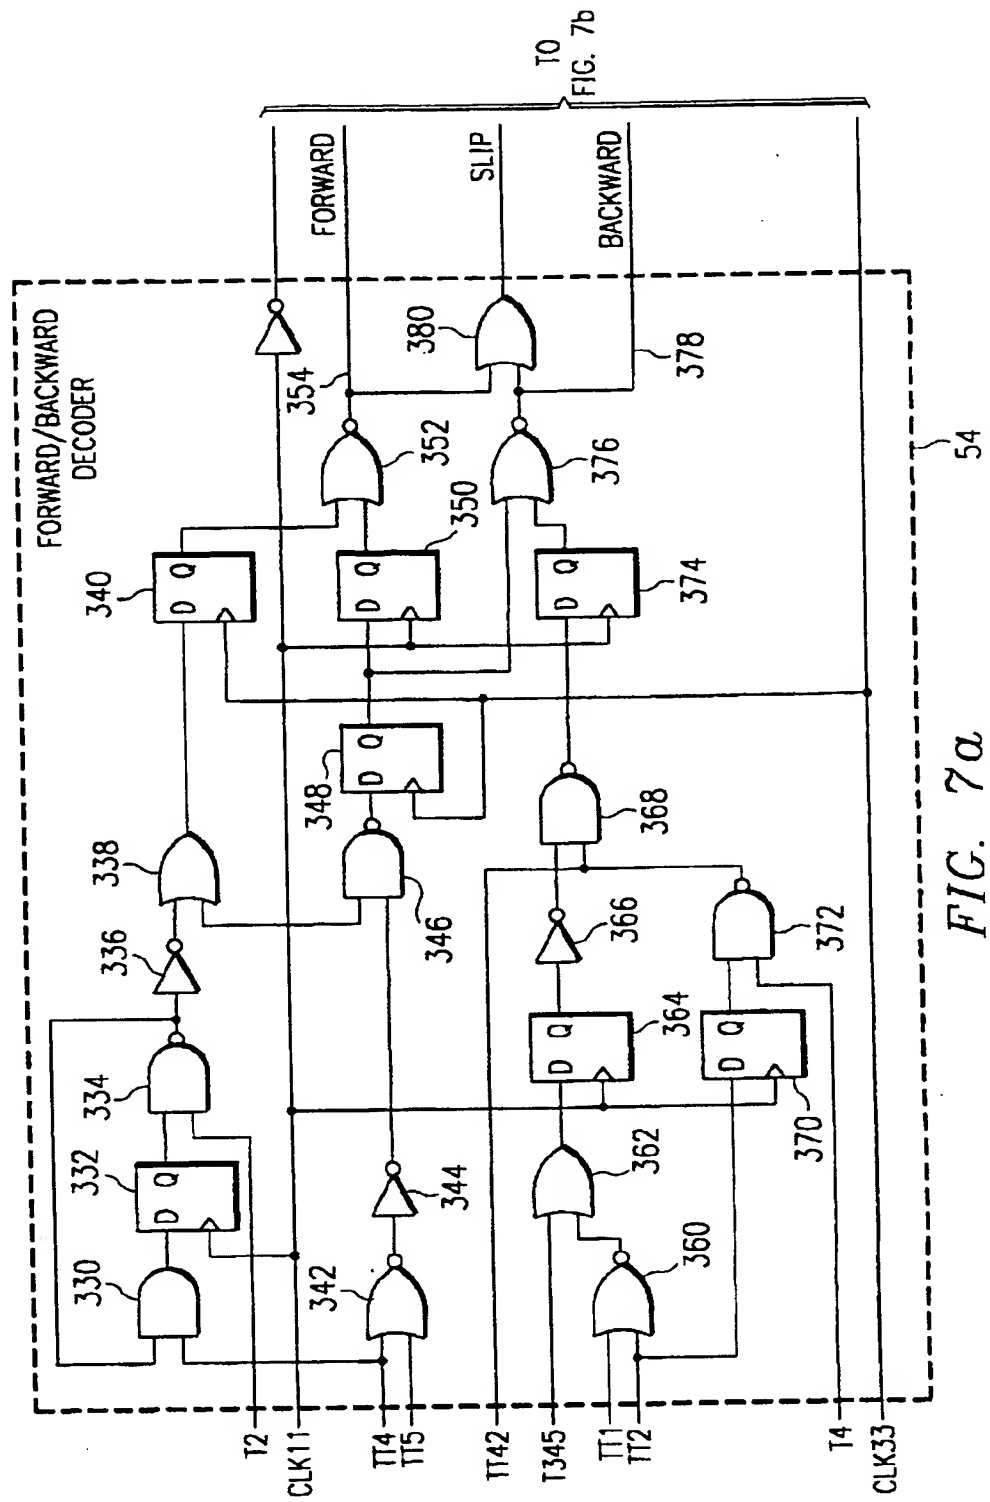 FORWARD/BACKWARD
DECODER
330
332
334
336
338
340
342
344
346
348
350
352
354
360
362
364
366
368
370
372
374
376
378
380
54
D Q
D Q
D Q
D Q
D Q
D Q
D Q
T2
CLK11
TT4
TT5
TT42
T345
TT1
TT2
T4
CLK33
FORWARD
SLIP
BACKWARD
TO
FIG. 7b
FIG. 7a